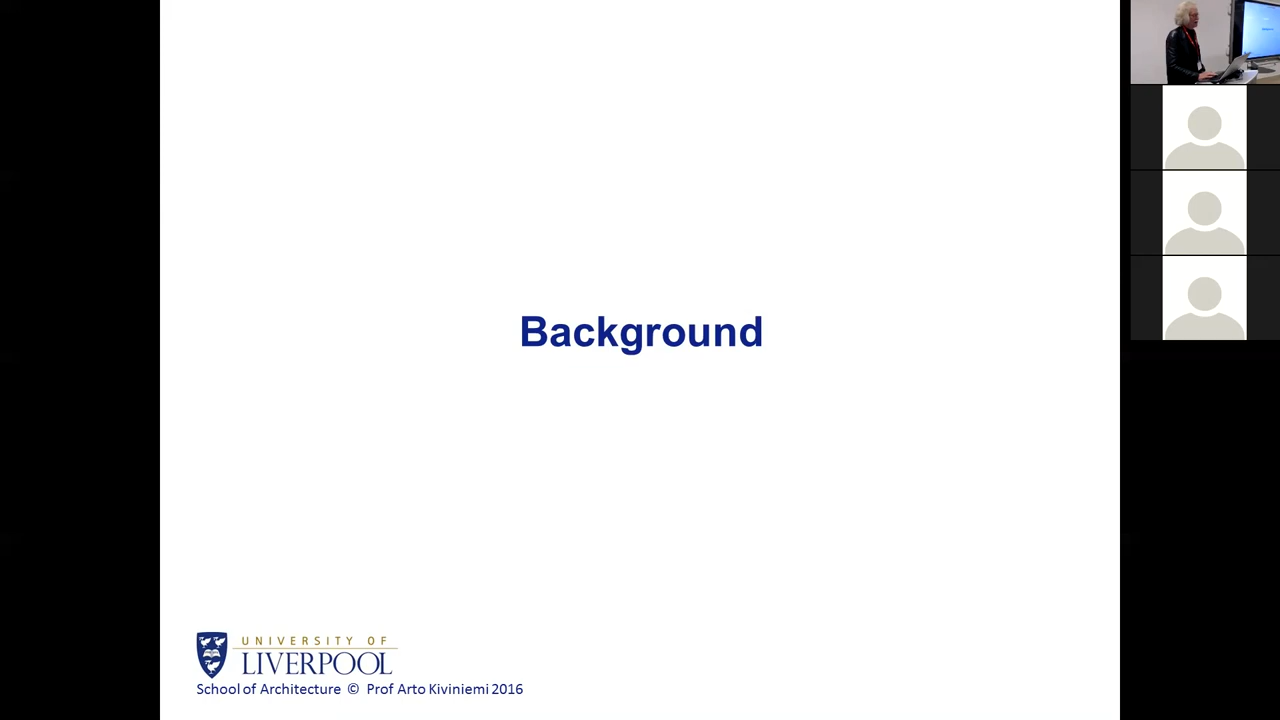 Background
UNIVERSITY OF
LIVERPOOL
School of Architecture © Prof Arto Kiviniemi 2016